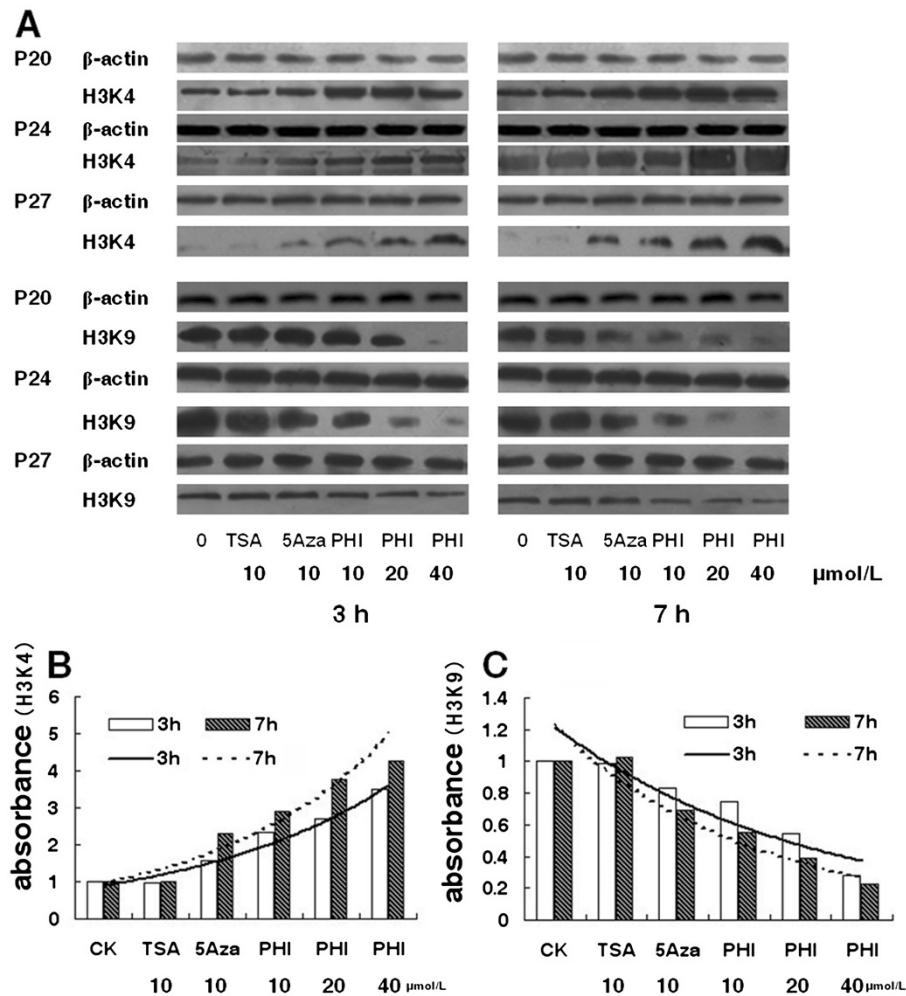 A
P20 β-actin
H3K4
P24 β-actin
H3K4
P27 β-actin
H3K4
P20 β-actin
H3K9
P24 β-actin
H3K9
P27 β-actin
H3K9
0 TSA 5Aza PHI PHI PHI 0 TSA 5Aza PHI PHI PHI
10 10 10 20 40 10 10 10 20 40 μmol/L
3 h 7 h
B
absorbance (H3K4)
6
5
4
3
2
1
0
3h 7h
3h 7h
CK TSA 5Aza PHI PHI PHI
10 10 10 20 40 μmol/L
C
absorbance (H3K9)
1.4
1.2
1
0.8
0.6
0.4
0.2
0
3h 7h
3h 7h
CK TSA 5Aza PHI PHI PHI
10 10 10 20 40 μmol/L